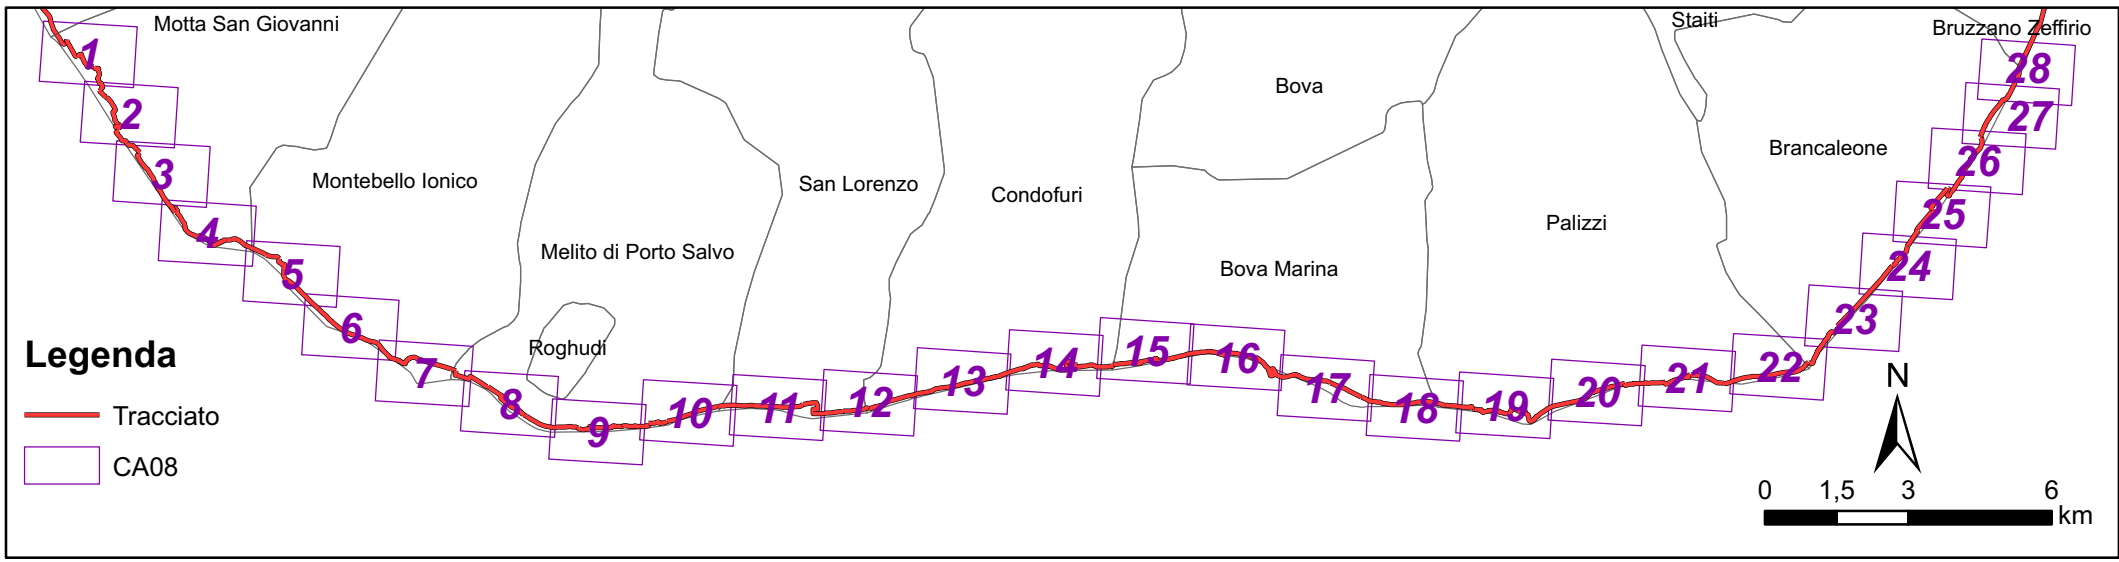 Motta San Giovanni
Staiti
Bruzzano Zeffirio
1
28
Bova
2
27
Brancaleone
3
26
Montebello Ionico
San Lorenzo
Condofuri
25
Palizzi
4
Melito di Porto Salvo
Bova Marina
24
5
23
6
Roghudi
Legenda
7
8
9
10
11
12
13
14
15
16
17
18
19
20
21
22
N
Tracciato
CA08
0 1,5 3 6
km